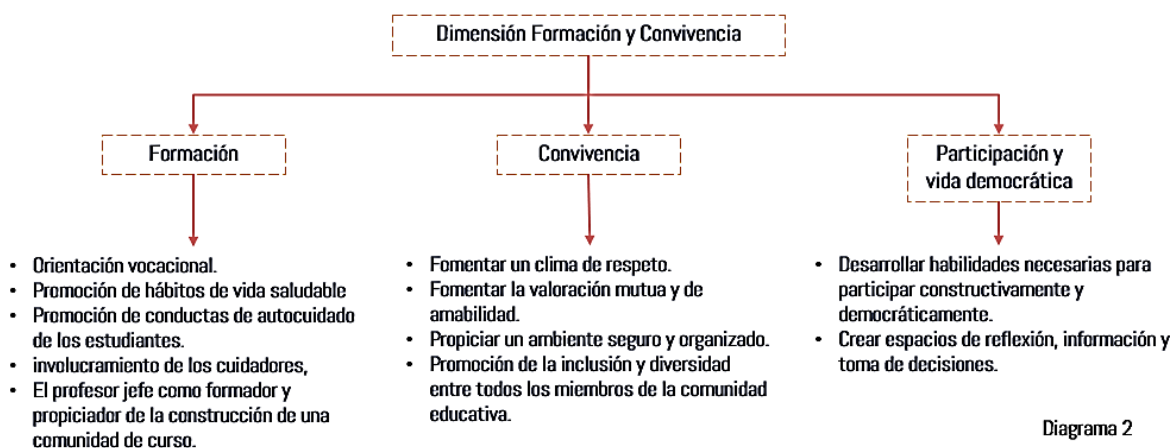 Dimensión Formación y Convivencia
Formación
Convivencia
Participación y
vida democrática
• Orientación vocacional.
• Promoción de hábitos de vida saludable
• Promoción de conductas de autocuidado
de los estudiantes.
• involucramiento de los cuidadores,
• El profesor jefe como formador y
propiciador de la construcción de una
comunidad de curso.
• Fomentar un clima de respeto.
• Fomentar la valoración mutua y de
amabilidad.
• Propiciar un ambiente seguro y organizado.
• Promoción de la inclusión y diversidad
entre todos los miembros de la comunidad
educativa.
• Desarrollar habilidades necesarias para
participar constructivamente y
democráticamente.
• Crear espacios de reflexión, información y
toma de decisiones.
Diagrama 2